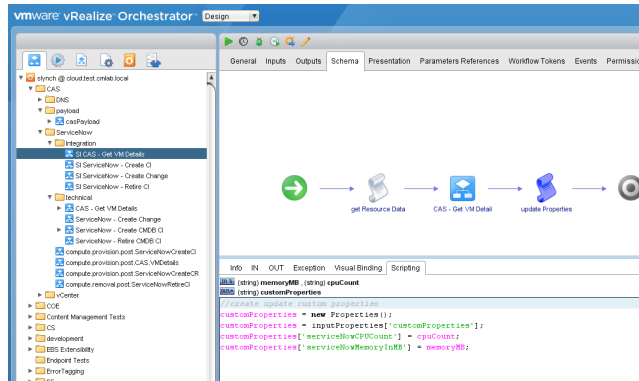 vmware vRealize Orchestrator Design
General Inputs Outputs Schema Presentation Parameters References Workflow Tokens Events Permissio
slynch @ cloud.test.cmlab.local
CAS
DNS
payload
casPayload
ServiceNow
Integration
SI CAS - Get VM Details
SI ServiceNow - Create CI
SI ServiceNow - Create Change
SI ServiceNow - Retire CI
technical
CAS - Get VM Details
ServiceNow - Create Change
ServiceNow - Create CMDB CI
ServiceNow - Retire CMDB CI
compute.provision.post.ServiceNowCreateCI
compute.provision.post.CAS.VMDetails
compute.provision.post.ServiceNowCreateCR
compute.removal.post.ServiceNowRetireCI
vCenter
COE
Content Management Tests
CS
development
EBS Extensibility
Endpoint Tests
ErrorTagging
get Resource Data CAS - Get VM Detail update Properties
Info IN OUT Exception Visual Binding Scripting
(string) memoryMB , (string) cpuCount
(string) customProperties
//create update custom properties
customProperties = new Properties();
customProperties = inputProperties['customProperties'];
customProperties['serviceNowCPUCount'] = cpuCount;
customProperties['serviceNowMemoryInMB'] = memoryMB;